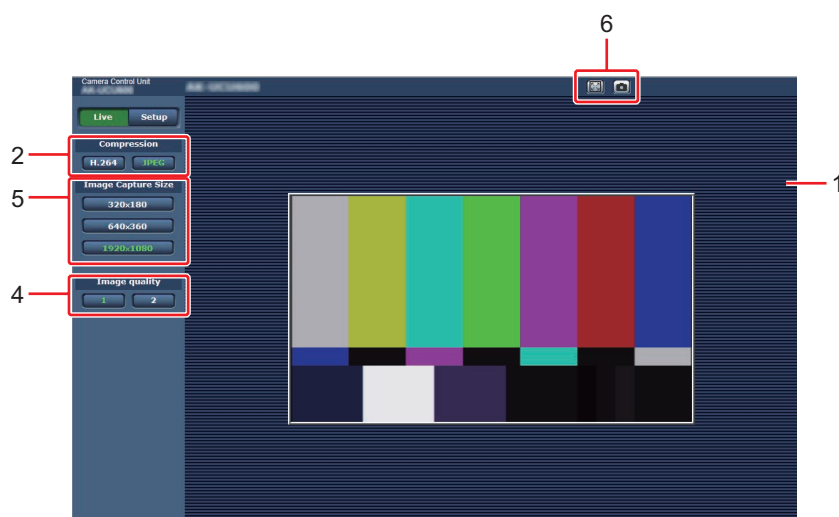 6
Camera Control Unit
Live Setup
Compression
2
H.264 JPEG
1
Image Capture Size
5
320x180
640x360
1920x1080
Image quality
4
1 2